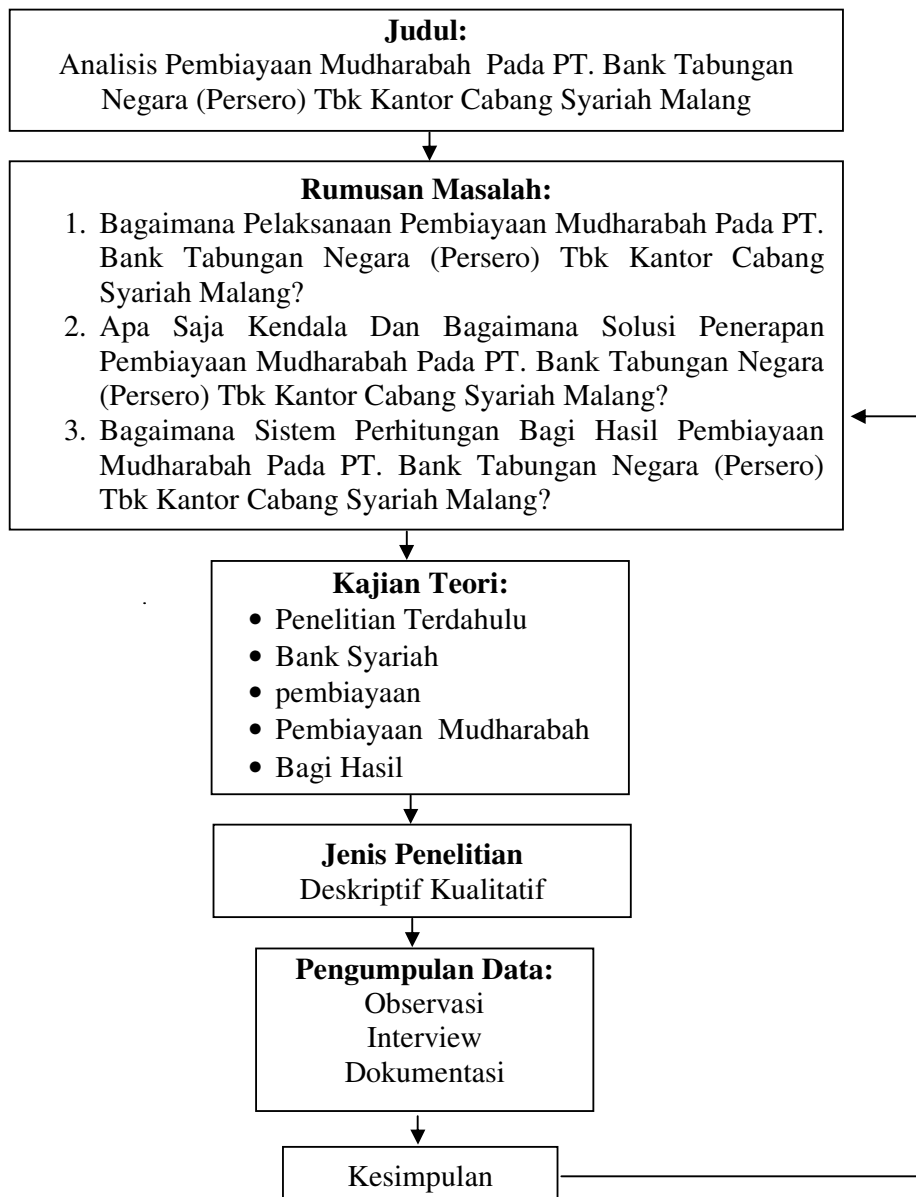 Judul:
Analisis Pembiayaan Mudharabah Pada PT. Bank Tabungan
Negara (Persero) Tbk Kantor Cabang Syariah Malang
Rumusan Masalah:
1. Bagaimana Pelaksanaan Pembiayaan Mudharabah Pada PT.
Bank Tabungan Negara (Persero) Tbk Kantor Cabang
Syariah Malang?
2. Apa Saja Kendala Dan Bagaimana Solusi Penerapan
Pembiayaan Mudharabah Pada PT. Bank Tabungan Negara
(Persero) Tbk Kantor Cabang Syariah Malang?
3. Bagaimana Sistem Perhitungan Bagi Hasil Pembiayaan
Mudharabah Pada PT. Bank Tabungan Negara (Persero)
Tbk Kantor Cabang Syariah Malang?
Kajian Teori:
• Penelitian Terdahulu
• Bank Syariah
• pembiayaan
• Pembiayaan Mudharabah
• Bagi Hasil
Jenis Penelitian
Deskriptif Kualitatif
Pengumpulan Data:
Observasi
Interview
Dokumentasi
Kesimpulan